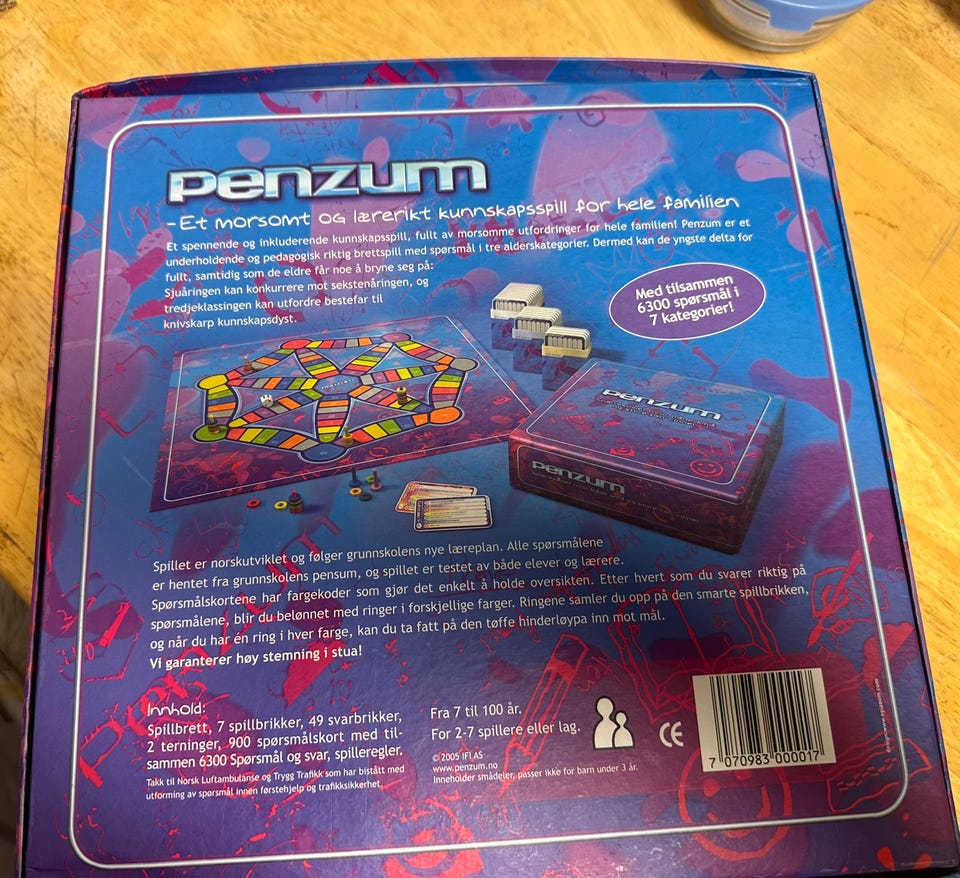 penzum
-Et morsomt og lærerikt kunnskapsspill for hele familien
Et spennende og inkluderende kunnskapsspill, fullt av morsomme utfordringer for hele familien! Penzum er et
underholdende og pedagogisk riktig brettspill med spørsmål i tre alderskategorier. Dermed kan de yngste delta for
fullt, samtidig som de eldre får noe å bryne seg på:
Sjuåringen kan konkurrere mot sekstenåringen, og
tredjeklassingen kan utfordre bestefar til
knivskarp kunnskapsdyst.
Med tilsammen
6300 spørsmål i
7 kategorier!
penzum
penzum
Spillet er norskutviklet og følger grunnskolens nye læreplan. Alle spørsmålene
er hentet fra grunnskolens pensum, og spillet er testet av både elever og lærere.
Spørsmålskortene har fargekoder som gjør det enkelt å holde oversikten. Etter hvert som du svarer riktig på
spørsmålene, blir du belønnet med ringer i forskjellige farger. Ringene samler du opp på den smarte spillbrikken,
og når du har én ring i hver farge, kan du ta fatt på den tøffe hinderløypa inn mot mål.
Vi garanterer høy stemning i stua!
Innhold:
Spillbrett, 7 spillbrikker, 49 svarbrikker,
2 terninger, 900 spørsmålskort med til-
sammen 6300 Spørsmål og svar, spilleregler.
Takk til Norsk Luftambulanse og Trygg Trafikk som har bistått med
utforming av spørsmål innen førstehjelp og trafikksikkerhet.
Fra 7 til 100 år.
For 2-7 spillere eller lag.
© 2005 IFI AS
www.penzum.no
Inneholder smådeler, passer ikke for barn under 3 år.
CE
7 070983 000017